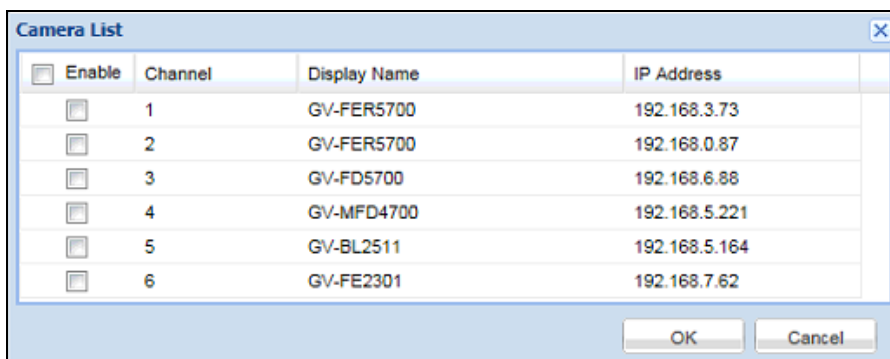 Camera List
Enable Channel Display Name IP Address
1 GV-FER5700 192.168.3.73
2 GV-FER5700 192.168.0.87
3 GV-FD5700 192.168.6.88
4 GV-MFD4700 192.168.5.221
5 GV-BL2511 192.168.5.164
6 GV-FE2301 192.168.7.62
OK Cancel